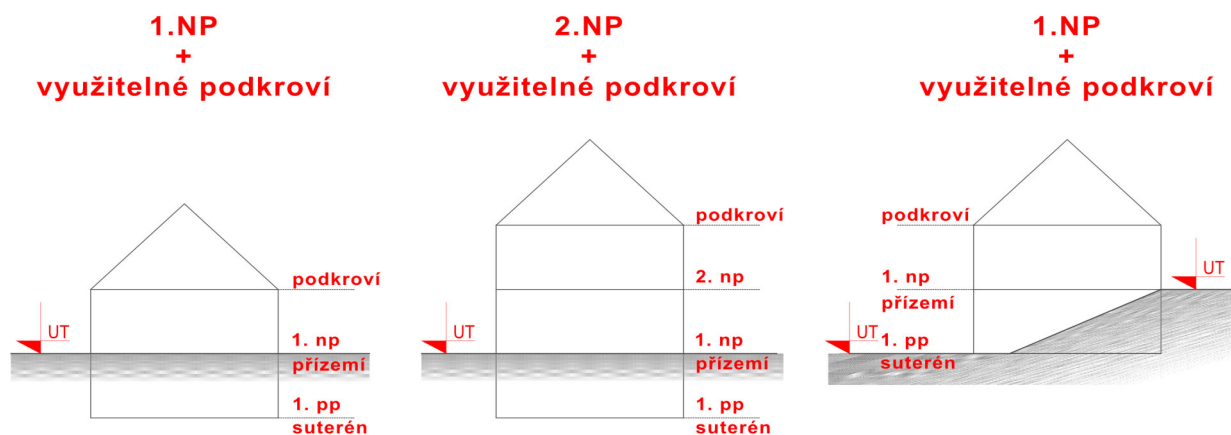 1.NP
+
využitelné podkroví
podkroví
UT
1. np
přízemí
1. pp
suterén
2.NP
+
využitelné podkroví
podkroví
2. np
UT
1. np
přízemí
1. pp
suterén
1.NP
+
využitelné podkroví
podkroví
UT
1. np
přízemí
UT
1. pp
suterén